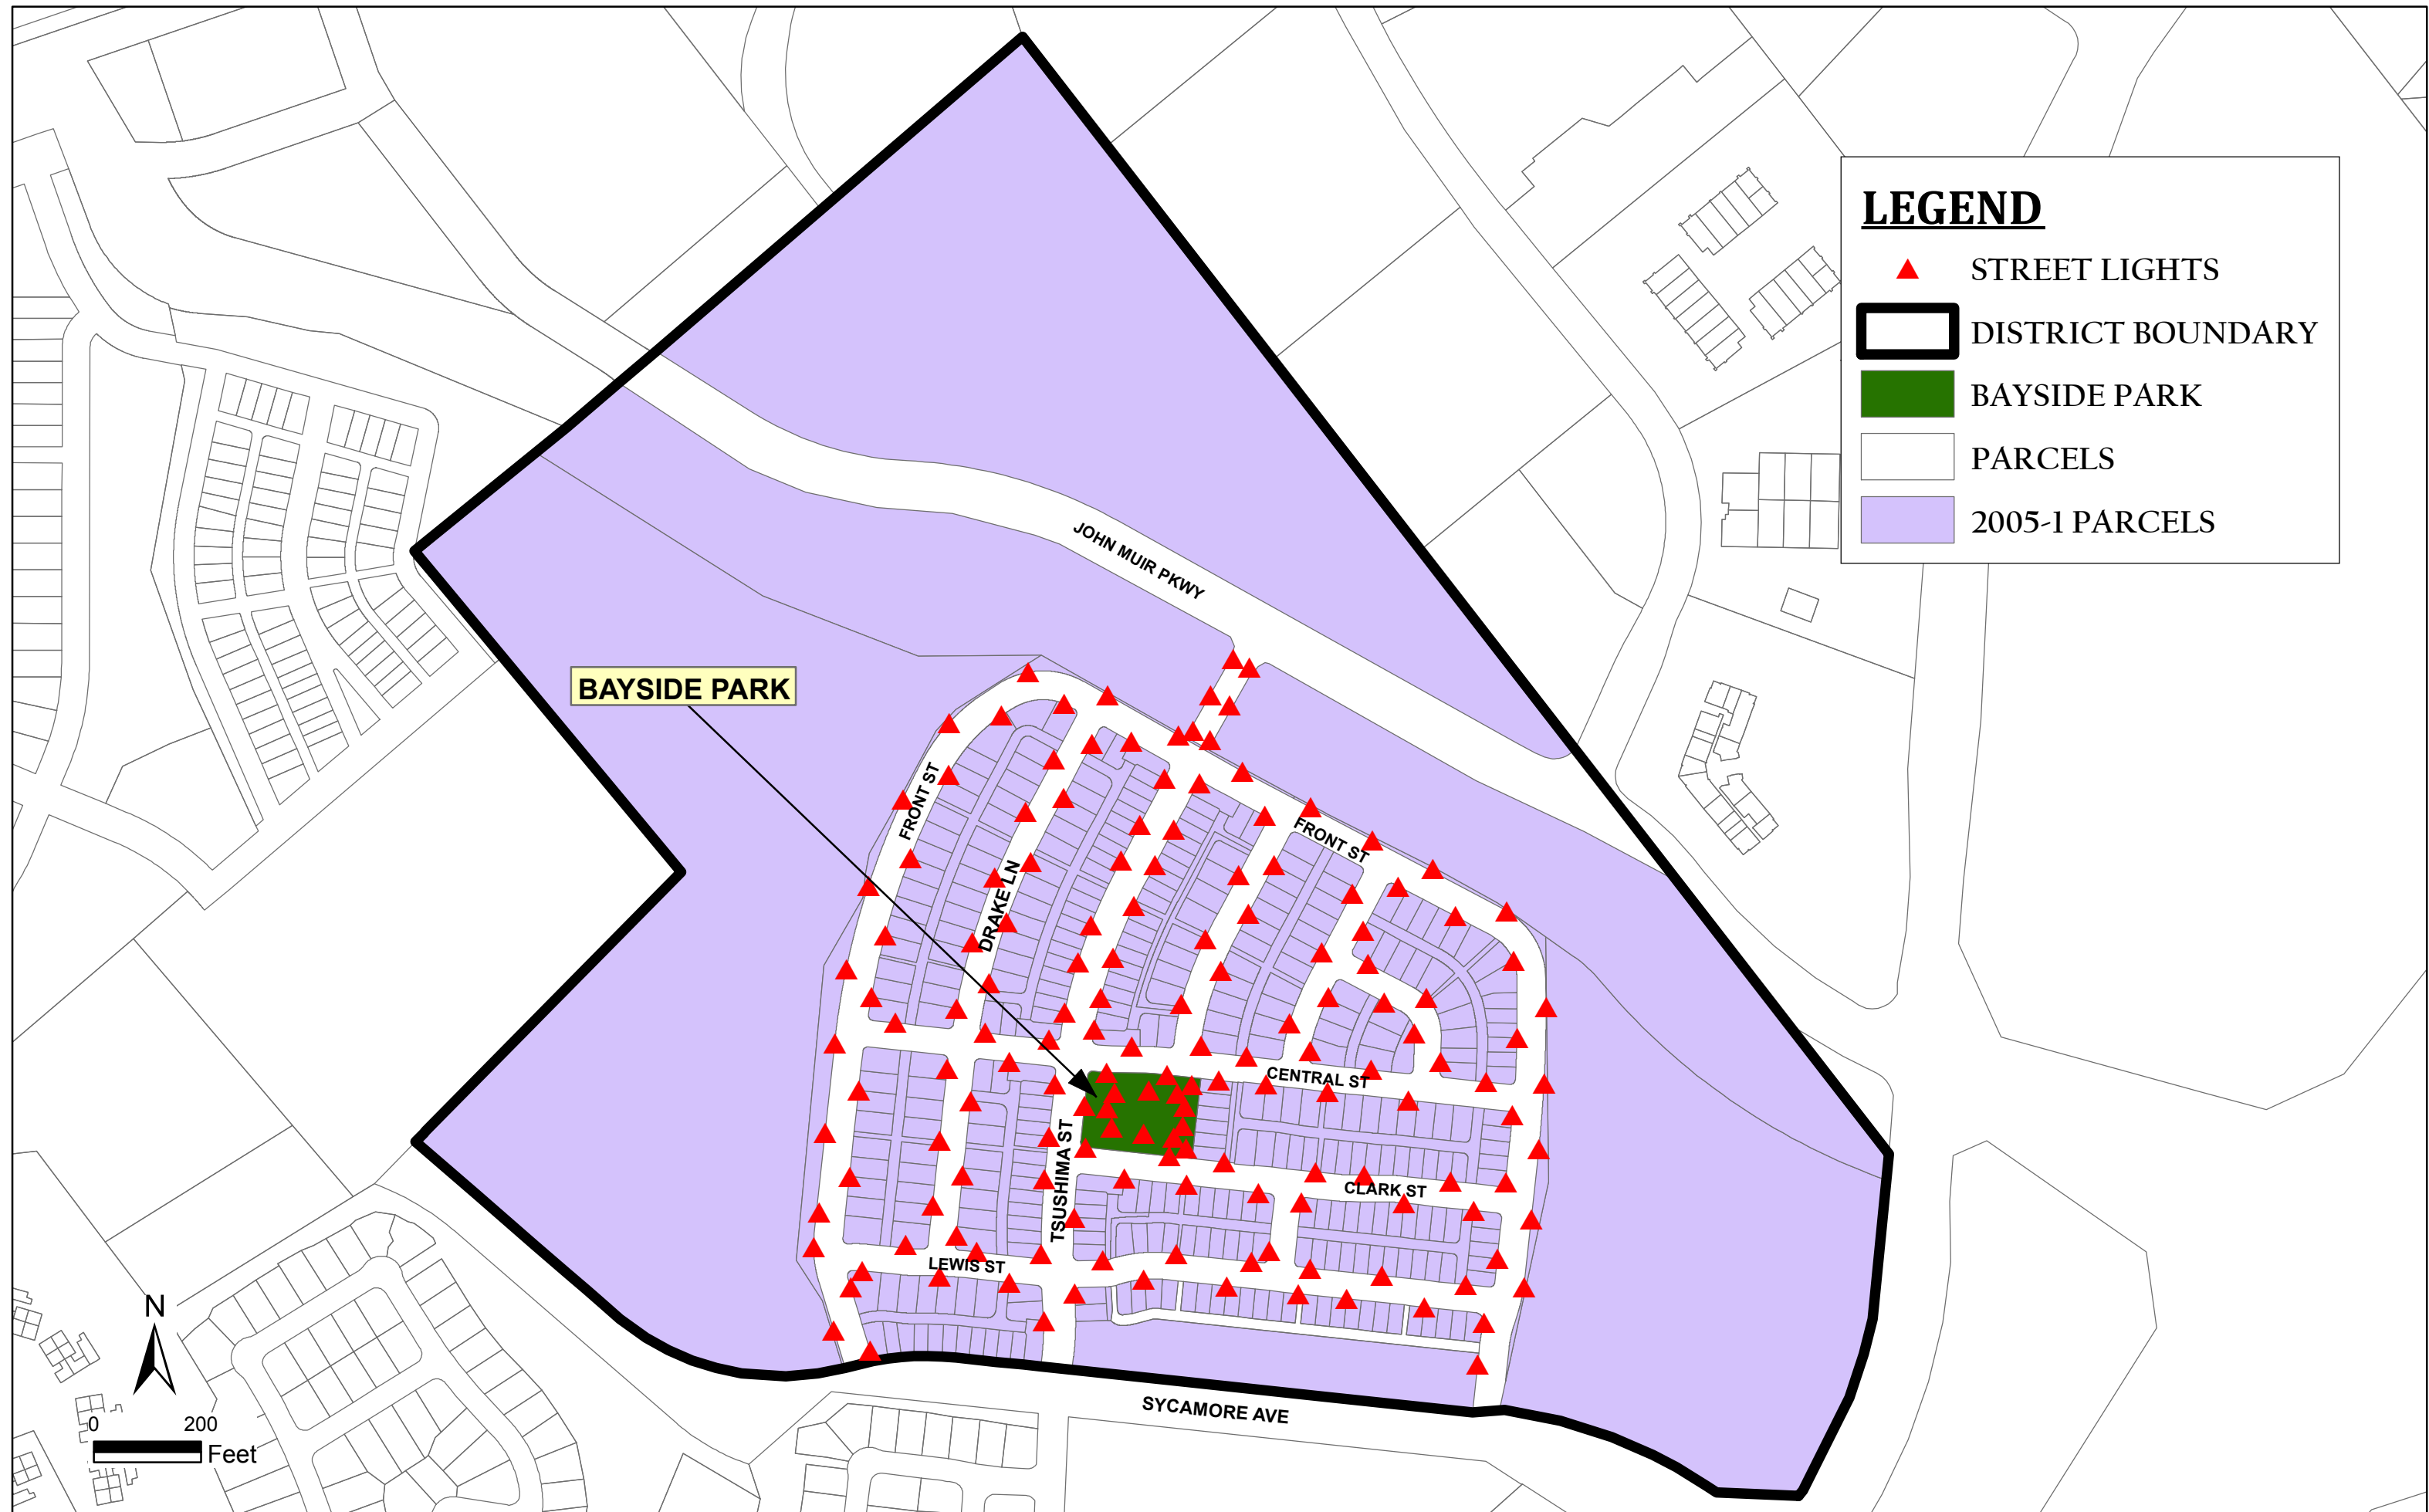 LEGEND
STREET LIGHTS
DISTRICT BOUNDARY
BAYSIDE PARK
PARCELS
2005-1 PARCELS
JOHN MUIR PKWY
BAYSIDE PARK
FRONT ST
FRONT ST
DRAKE LN
CENTRAL ST
TSUSHIMA ST
CLARK ST
LEWIS ST
SYCAMORE AVE
N
0 200
Feet